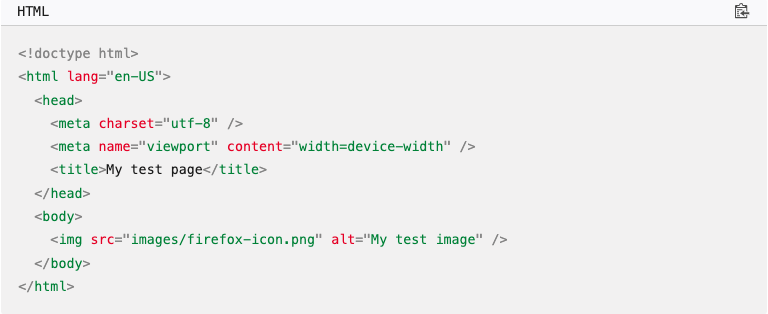 HTML
<!doctype html>
<html lang="en-US">
  <head>
    <meta charset="utf-8" />
    <meta name="viewport" content="width=device-width" />
    <title>My test page</title>
  </head>
  <body>
    <img src="images/firefox-icon.png" alt="My test image" />
  </body>
</html>